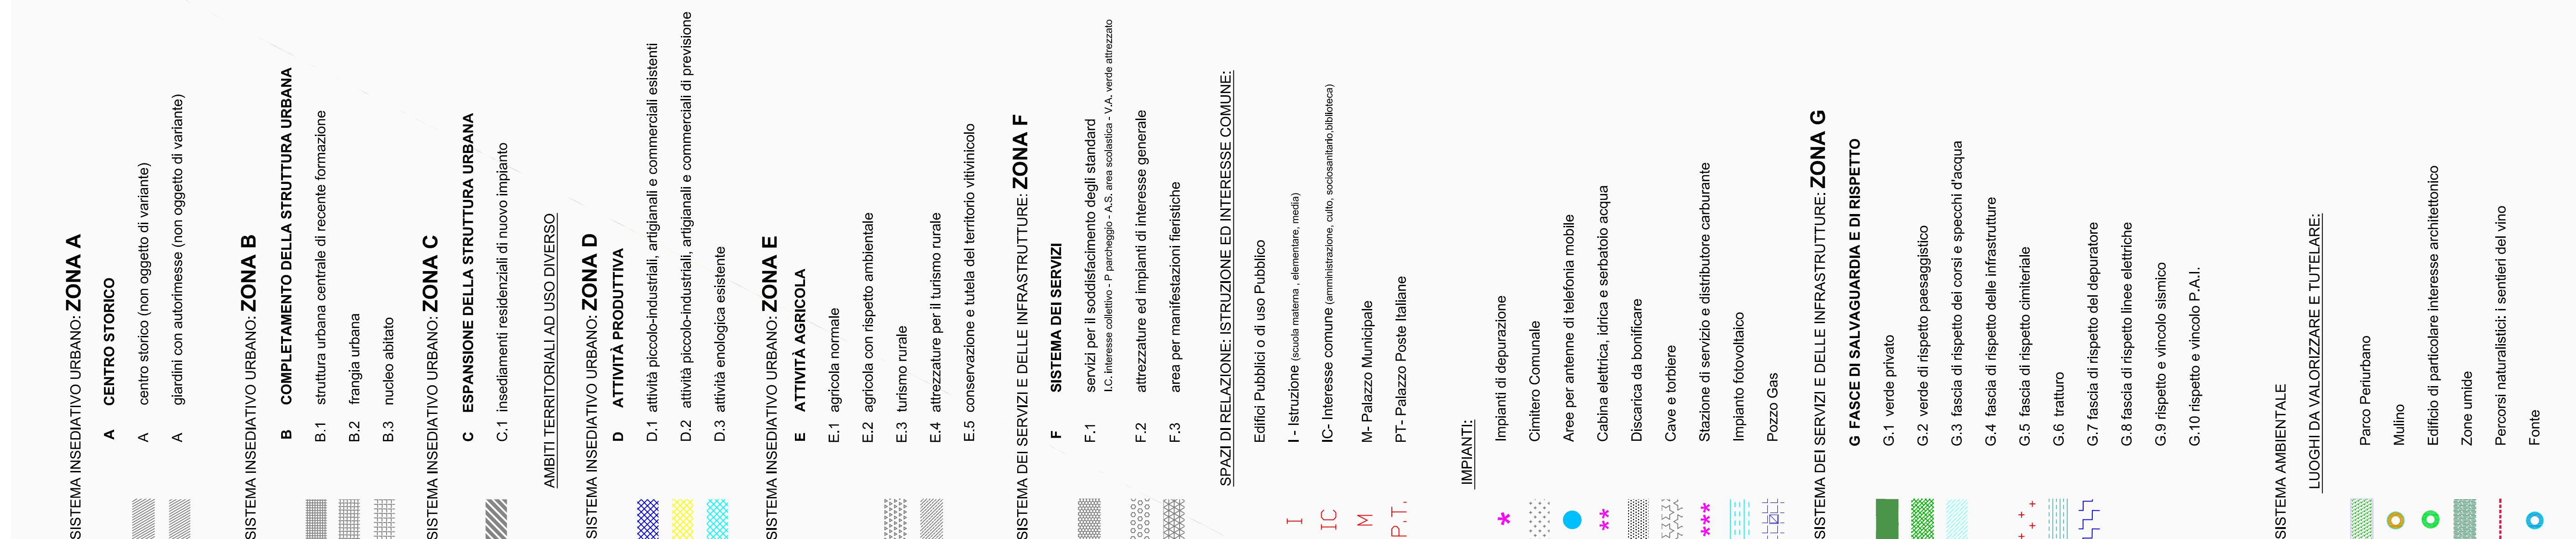 SISTEMA INSEDIATIVO URBANO: ZONA A
A CENTRO STORICO
A centro storico (non oggetto di variante)
A giardini con autorimesse (non oggetto di variante)
SISTEMA INSEDIATIVO URBANO: ZONA B
B COMPLETAMENTO DELLA STRUTTURA URBANA
B.1 struttura urbana centrale di recente formazione
B.2 frangia urbana
B.3 nucleo abitato
SISTEMA INSEDIATIVO URBANO: ZONA C
C ESPANSIONE DELLA STRUTTURA URBANA
C.1 insediamenti residenziali di nuovo impianto
AMBITI TERRITORIALI AD USO DIVERSO
SISTEMA INSEDIATIVO URBANO: ZONA D
D ATTIVITÀ PRODUTTIVA
D.1 attività piccolo-industriali, artigianali e commerciali esistenti
D.2 attività piccolo-industriali, artigianali e commerciali di previsione
D.3 attività enologica esistente
SISTEMA INSEDIATIVO URBANO: ZONA E
E ATTIVITÀ AGRICOLA
E.1 agricola normale
E.2 agricola con rispetto ambientale
E.3 turismo rurale
E.4 attrezzature per il turismo rurale
E.5 conservazione e tutela del territorio vitivinicolo
SISTEMA DEI SERVIZI E DELLE INFRASTRUTTURE: ZONA F
F SISTEMA DEI SERVIZI
F.1 servizi per il soddisfacimento degli standard
I.C. interesse collettivo - P parcheggio - A.S. area scolastica - V.A. verde attrezzato
F.2 attrezzature ed impianti di interesse generale
F.3 area per manifestazioni fieristiche
SPAZI DI RELAZIONE: ISTRUZIONE ED INTERESSE COMUNE:
Edifici Pubblici o di uso Pubblico
I I - Istruzione (scuola materna , elementare, media)
IC IC- Interesse comune (amministrazione, culto, sociosanitario,biblioteca)
M M- Palazzo Municipale
P.T. PT- Palazzo Poste Italiane
IMPIANTI:
* Impianti di depurazione
Cimitero Comunale
Aree per antenne di telefonia mobile
** Cabina elettrica, idrica e serbatoio acqua
Discarica da bonificare
Cave e torbiere
*** Stazione di servizio e distributore carburante
Impianto fotovoltaico
Pozzo Gas
SISTEMA DEI SERVIZI E DELLE INFRASTRUTTURE: ZONA G
G FASCE DI SALVAGUARDIA E DI RISPETTO
G.1 verde privato
G.2 verde di rispetto paesaggistico
G.3 fascia di rispetto dei corsi e specchi d'acqua
G.4 fascia di rispetto delle infrastrutture
G.5 fascia di rispetto cimiteriale
G.6 tratturo
G.7 fascia di rispetto del depuratore
G.8 fascia di rispetto linee elettriche
G.9 rispetto e vincolo sismico
G.10 rispetto e vincolo P.A.I.
SISTEMA AMBIENTALE
LUOGHI DA VALORIZZARE E TUTELARE:
Parco Periurbano
Mulino
Edificio di particolare interesse architettonico
Zone umide
Percorsi naturalistici: i sentieri del vino
Fonte